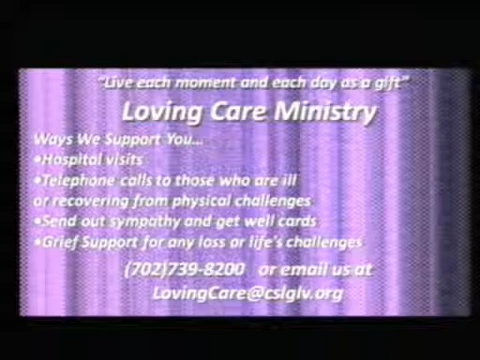 "Live each moment and each day as a gift"
Loving Care Ministry
Ways We Support You...
•Hospital visits
•Telephone calls to those who are ill
or recovering from physical challenges
•Send out sympathy and get well cards
•Grief Support for any loss or life's challenges
(702)739-8200 or email us at
LovingCare@cslglv.org